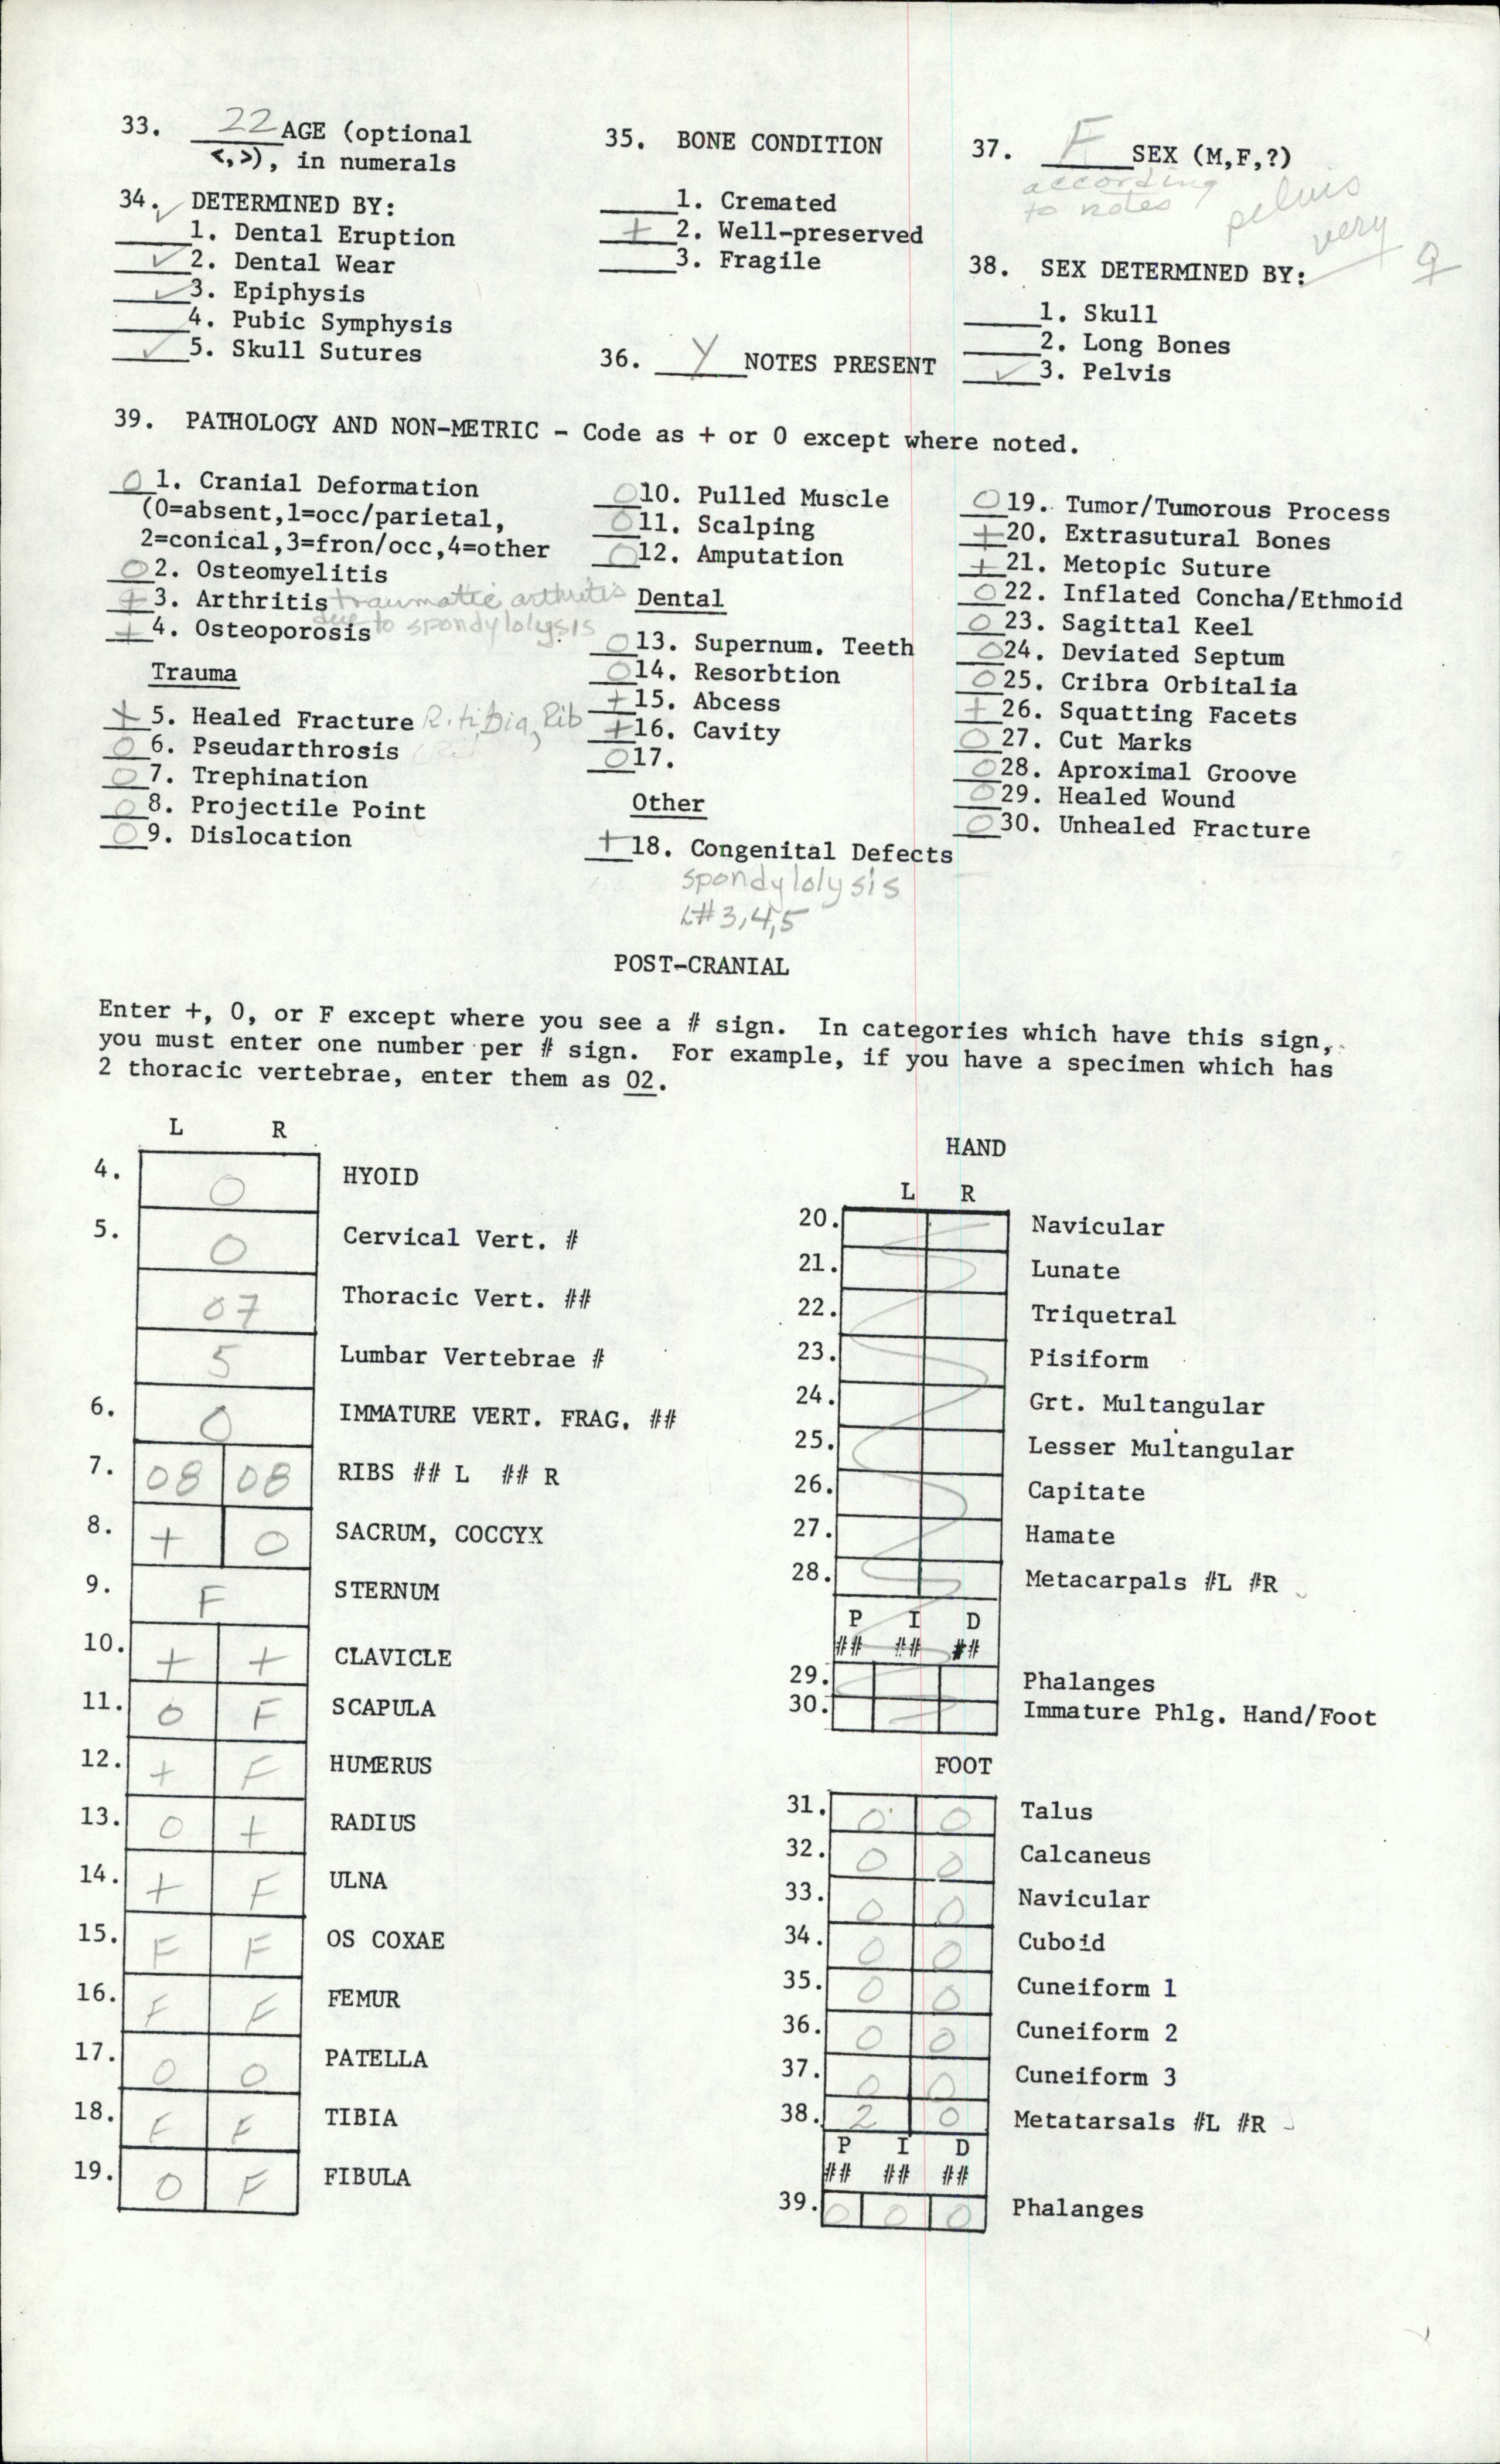 33. 22 AGE (optional
<,>), in numerals
34. ✓ DETERMINED BY:
1. Dental Eruption
✓ 2. Dental Wear
✓ 3. Epiphysis
4. Pubic Symphysis
✓ 5. Skull Sutures
35. BONE CONDITION
1. Cremated
+ 2. Well-preserved
3. Fragile
36. Y NOTES PRESENT
37. F SEX (M,F,?)
according
to notes
pelvis
very
♀
38. SEX DETERMINED BY:
1. Skull
2. Long Bones
✓ 3. Pelvis
39. PATHOLOGY AND NON-METRIC - Code as + or 0 except where noted.
0 1. Cranial Deformation
(0=absent,1=occ/parietal,
2=conical,3=fron/occ,4=other
0 2. Osteomyelitis
+ 3. Arthritis traumatic arthritis
due to spondylolysis
+ 4. Osteoporosis
Trauma
+ 5. Healed Fracture R. tibia, Rib
0 6. Pseudarthrosis
0 7. Trephination
0 8. Projectile Point
0 9. Dislocation
0 10. Pulled Muscle
0 11. Scalping
0 12. Amputation
Dental
0 13. Supernum. Teeth
0 14. Resorbtion
+ 15. Abcess
+ 16. Cavity
0 17.
Other
+ 18. Congenital Defects
spondylolysis
L# 3,4,5
0 19. Tumor/Tumorous Process
+ 20. Extrasutural Bones
+ 21. Metopic Suture
0 22. Inflated Concha/Ethmoid
0 23. Sagittal Keel
0 24. Deviated Septum
0 25. Cribra Orbitalia
+ 26. Squatting Facets
0 27. Cut Marks
0 28. Aproximal Groove
0 29. Healed Wound
0 30. Unhealed Fracture
POST-CRANIAL
Enter +, 0, or F except where you see a # sign. In categories which have this sign,
you must enter one number per # sign. For example, if you have a specimen which has
2 thoracic vertebrae, enter them as 02.
L R
4. 0 HYOID
5. 0 Cervical Vert. #
07 Thoracic Vert. ##
5 Lumbar Vertebrae #
6. 0 IMMATURE VERT. FRAG. ##
7. 08 08 RIBS ## L ## R
8. + 0 SACRUM, COCCYX
9. F STERNUM
10. + + CLAVICLE
11. 0 F SCAPULA
12. + F HUMERUS
13. 0 + RADIUS
14. + F ULNA
15. F F OS COXAE
16. F F FEMUR
17. 0 0 PATELLA
18. F F TIBIA
19. 0 F FIBULA
HAND
L R
20. Navicular
21. Lunate
22. Triquetral
23. Pisiform
24. Grt. Multangular
25. Lesser Multangular
26. Capitate
27. Hamate
28. Metacarpals #L #R
P I D
## ## ##
29. Phalanges
30. Immature Phlg. Hand/Foot
FOOT
31. 0 0 Talus
32. 0 0 Calcaneus
33. 0 0 Navicular
34. 0 0 Cuboid
35. 0 0 Cuneiform 1
36. 0 0 Cuneiform 2
37. 0 0 Cuneiform 3
38. 2 0 Metatarsals #L #R
P I D
## ## ##
39. 0 0 0 Phalanges